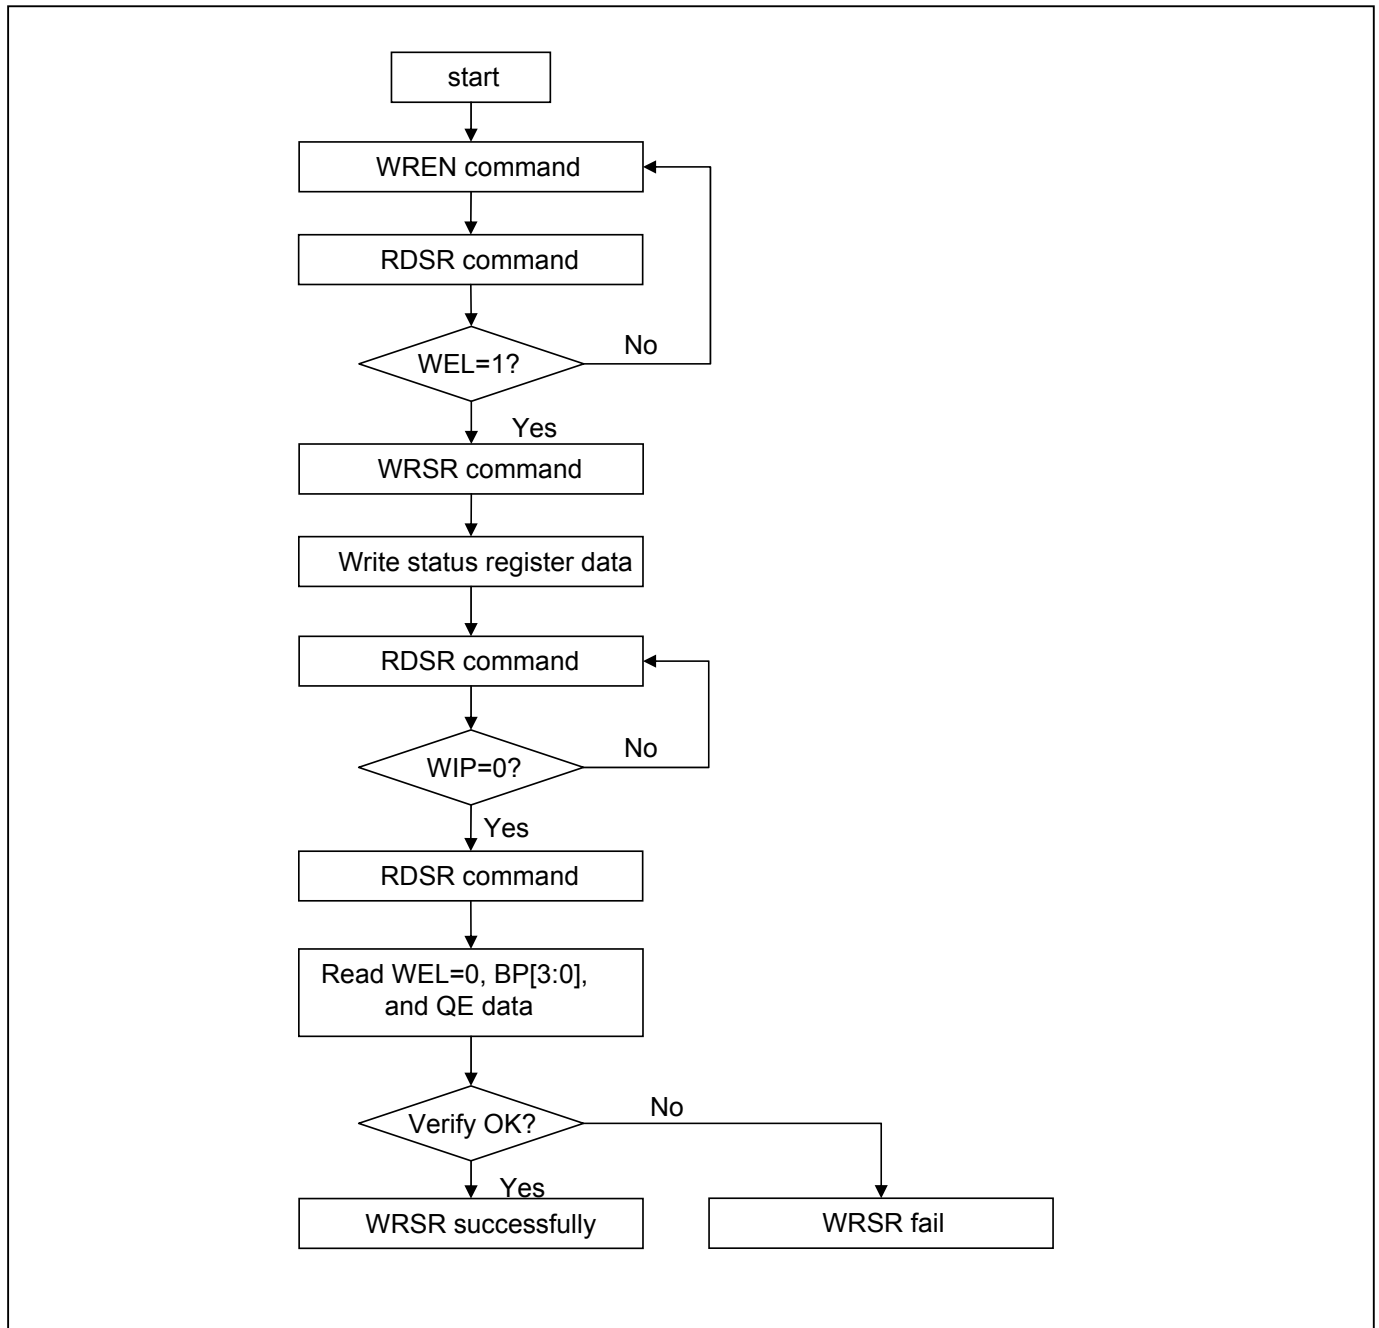 start
WREN command
RDSR command
WEL=1?
No
Yes
WRSR command
Write status register data
RDSR command
WIP=0?
No
Yes
RDSR command
Read WEL=0, BP[3:0],
and QE data
Verify OK?
No
Yes
WRSR successfully
WRSR fail